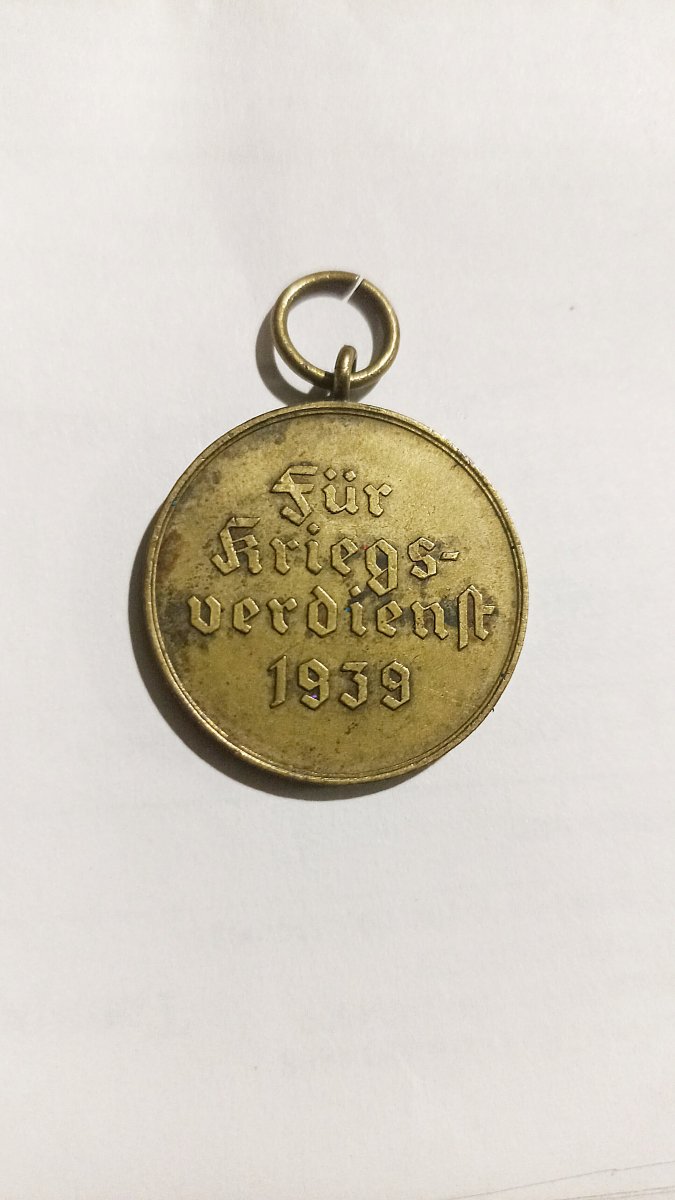 Für
Kriegs-
verdienſt
1939